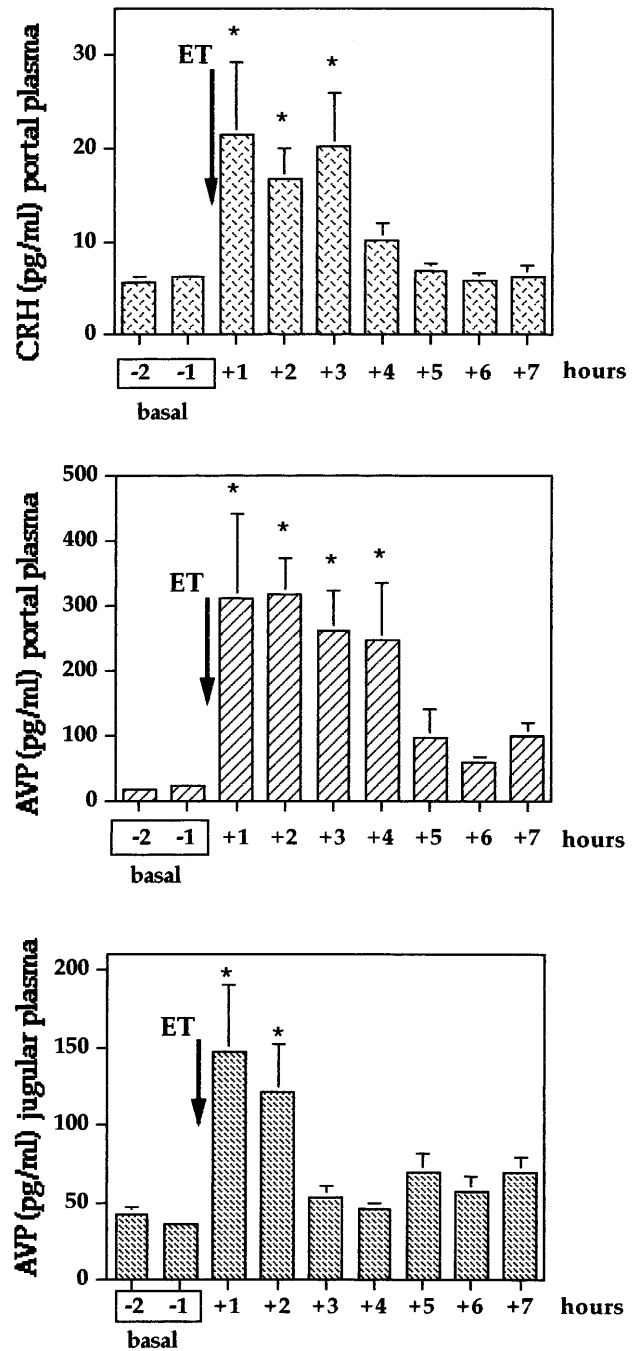 CRH (pg/ml) portal plasma
30
20
10
0
ET
*
*
*
-2 -1 +1 +2 +3 +4 +5 +6 +7 hours
basal
AVP (pg/ml) portal plasma
500
400
300
200
100
0
ET
*
*
*
*
-2 -1 +1 +2 +3 +4 +5 +6 +7 hours
basal
AVP (pg/ml) jugular plasma
200
150
100
50
0
ET
*
*
-2 -1 +1 +2 +3 +4 +5 +6 +7 hours
basal